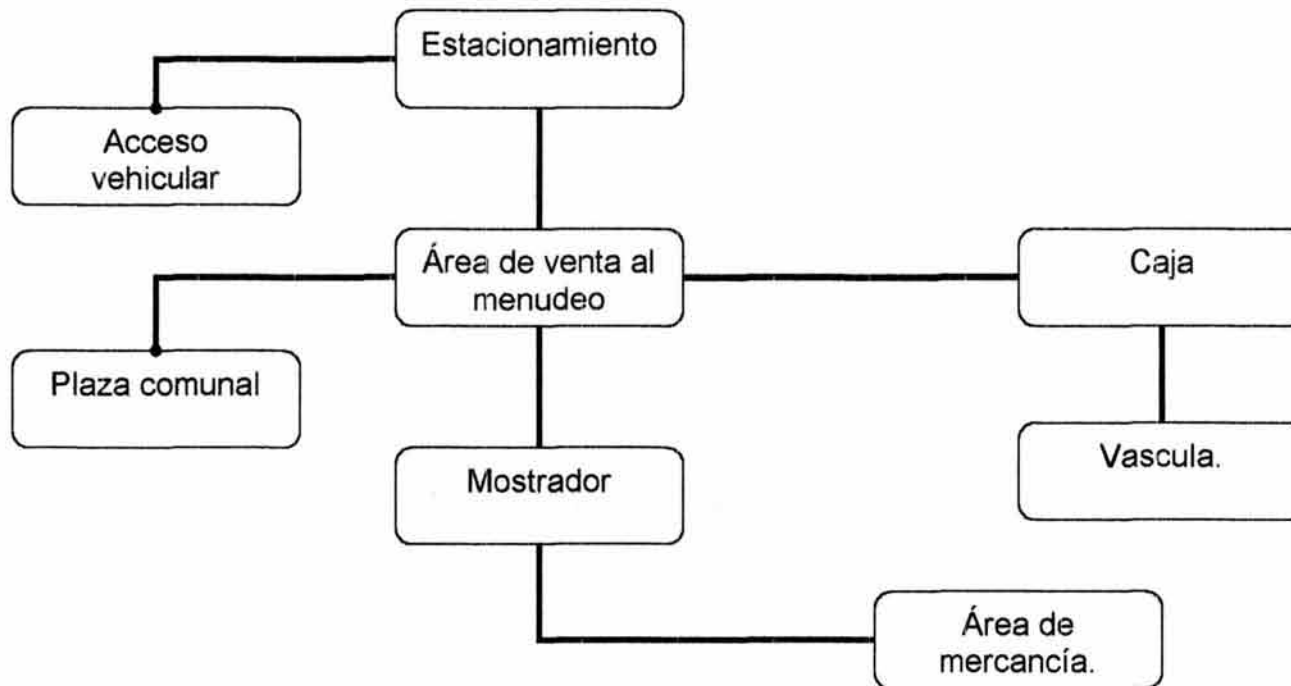 Estacionamiento
Acceso
vehicular
Área de venta al
menudeo
Caja
Plaza comunal
Mostrador
Vascula.
Área de
mercancía.